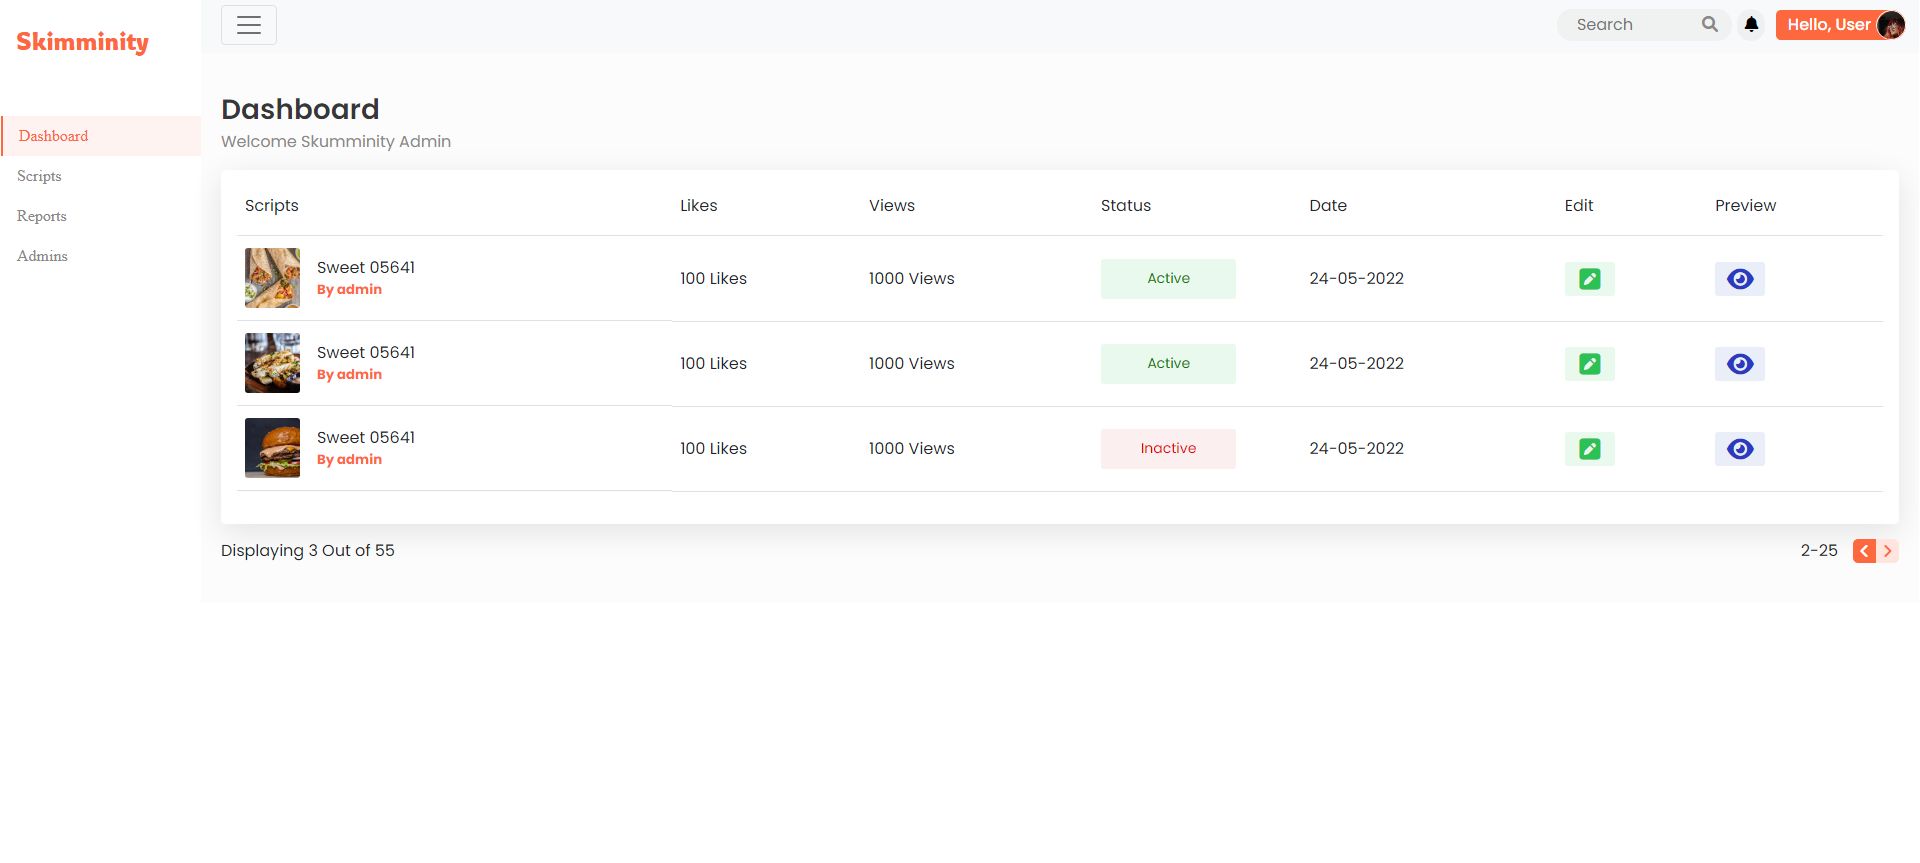 Skimminity
Search
Hello, User
Dashboard
Scripts
Reports
Admins
Dashboard
Welcome Skumminity Admin
Scripts Likes Views Status Date Edit Preview
Sweet 05641
By admin
100 Likes 1000 Views Active 24-05-2022
Sweet 05641
By admin
100 Likes 1000 Views Active 24-05-2022
Sweet 05641
By admin
100 Likes 1000 Views Inactive 24-05-2022
Displaying 3 Out of 55
2-25